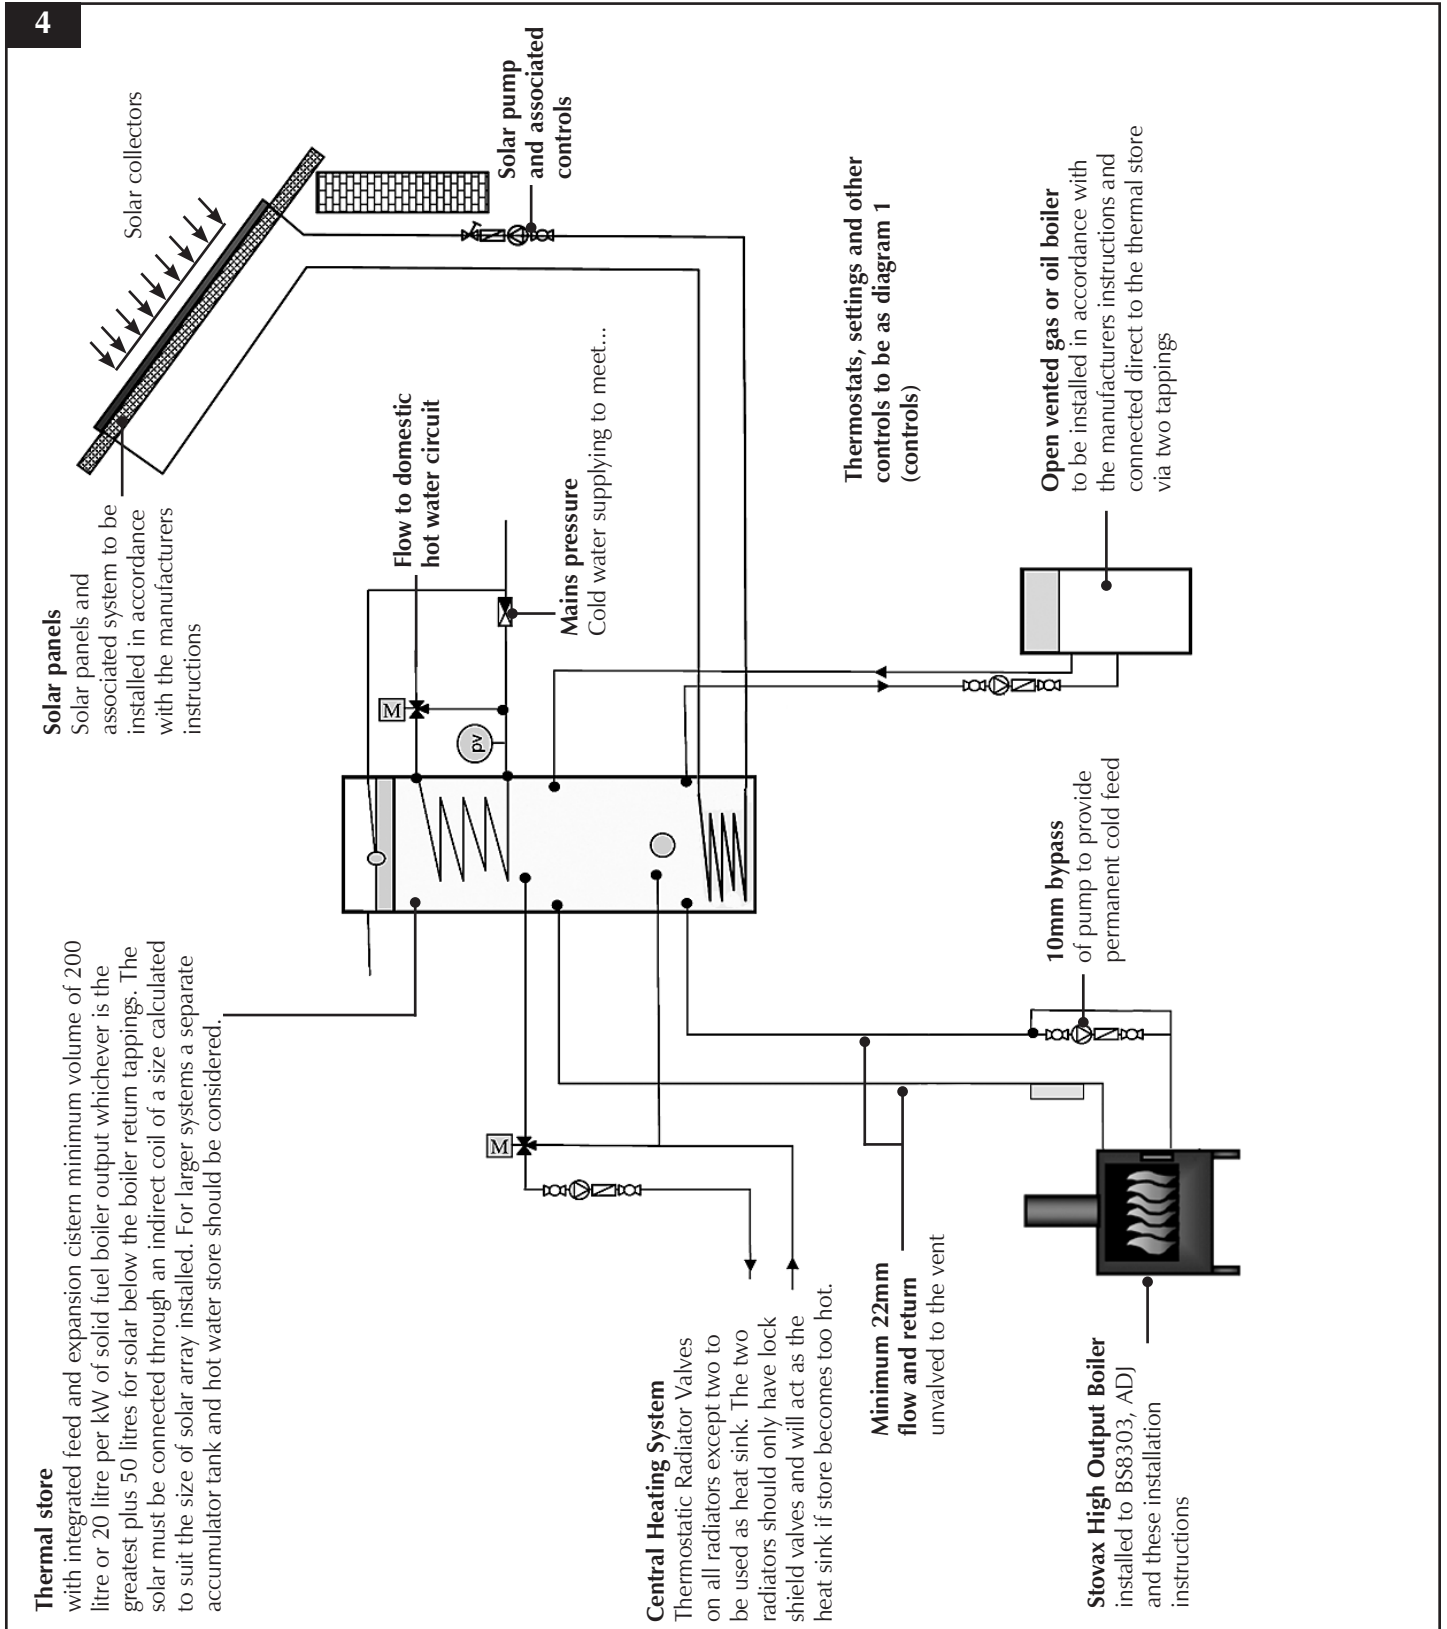 4
Thermal store
with integrated feed and expansion cistern minimum volume of 200
litre or 20 litre per kW of solid fuel boiler output whichever is the
greatest plus 50 litres for solar below the boiler return tappings. The
solar must be connected through an indirect coil of a size calculated
to suit the size of solar array installed. For larger systems a separate
accumulator tank and hot water store should be considered.
Solar panels
Solar panels and
associated system to be
installed in accordance
with the manufacturers
instructions
Solar collectors
Flow to domestic
hot water circuit
Solar pump
and associated
controls
Mains pressure
Cold water supplying to meet...
M
pv
M
Central Heating System
Thermostatic Radiator Valves
on all radiators except two to
be used as heat sink. The two
radiators should only have lock
shield valves and will act as the
heat sink if store becomes too hot.
Thermostats, settings and other
controls to be as diagram 1
(controls)
Minimum 22mm
flow and return
unvalved to the vent
10mm bypass
of pump to provide
permanent cold feed
Open vented gas or oil boiler
to be installed in accordance with
the manufacturers instructions and
connected direct to the thermal store
via two tappings
Stovax High Output Boiler
installed to BS8303, ADJ
and these installation
instructions